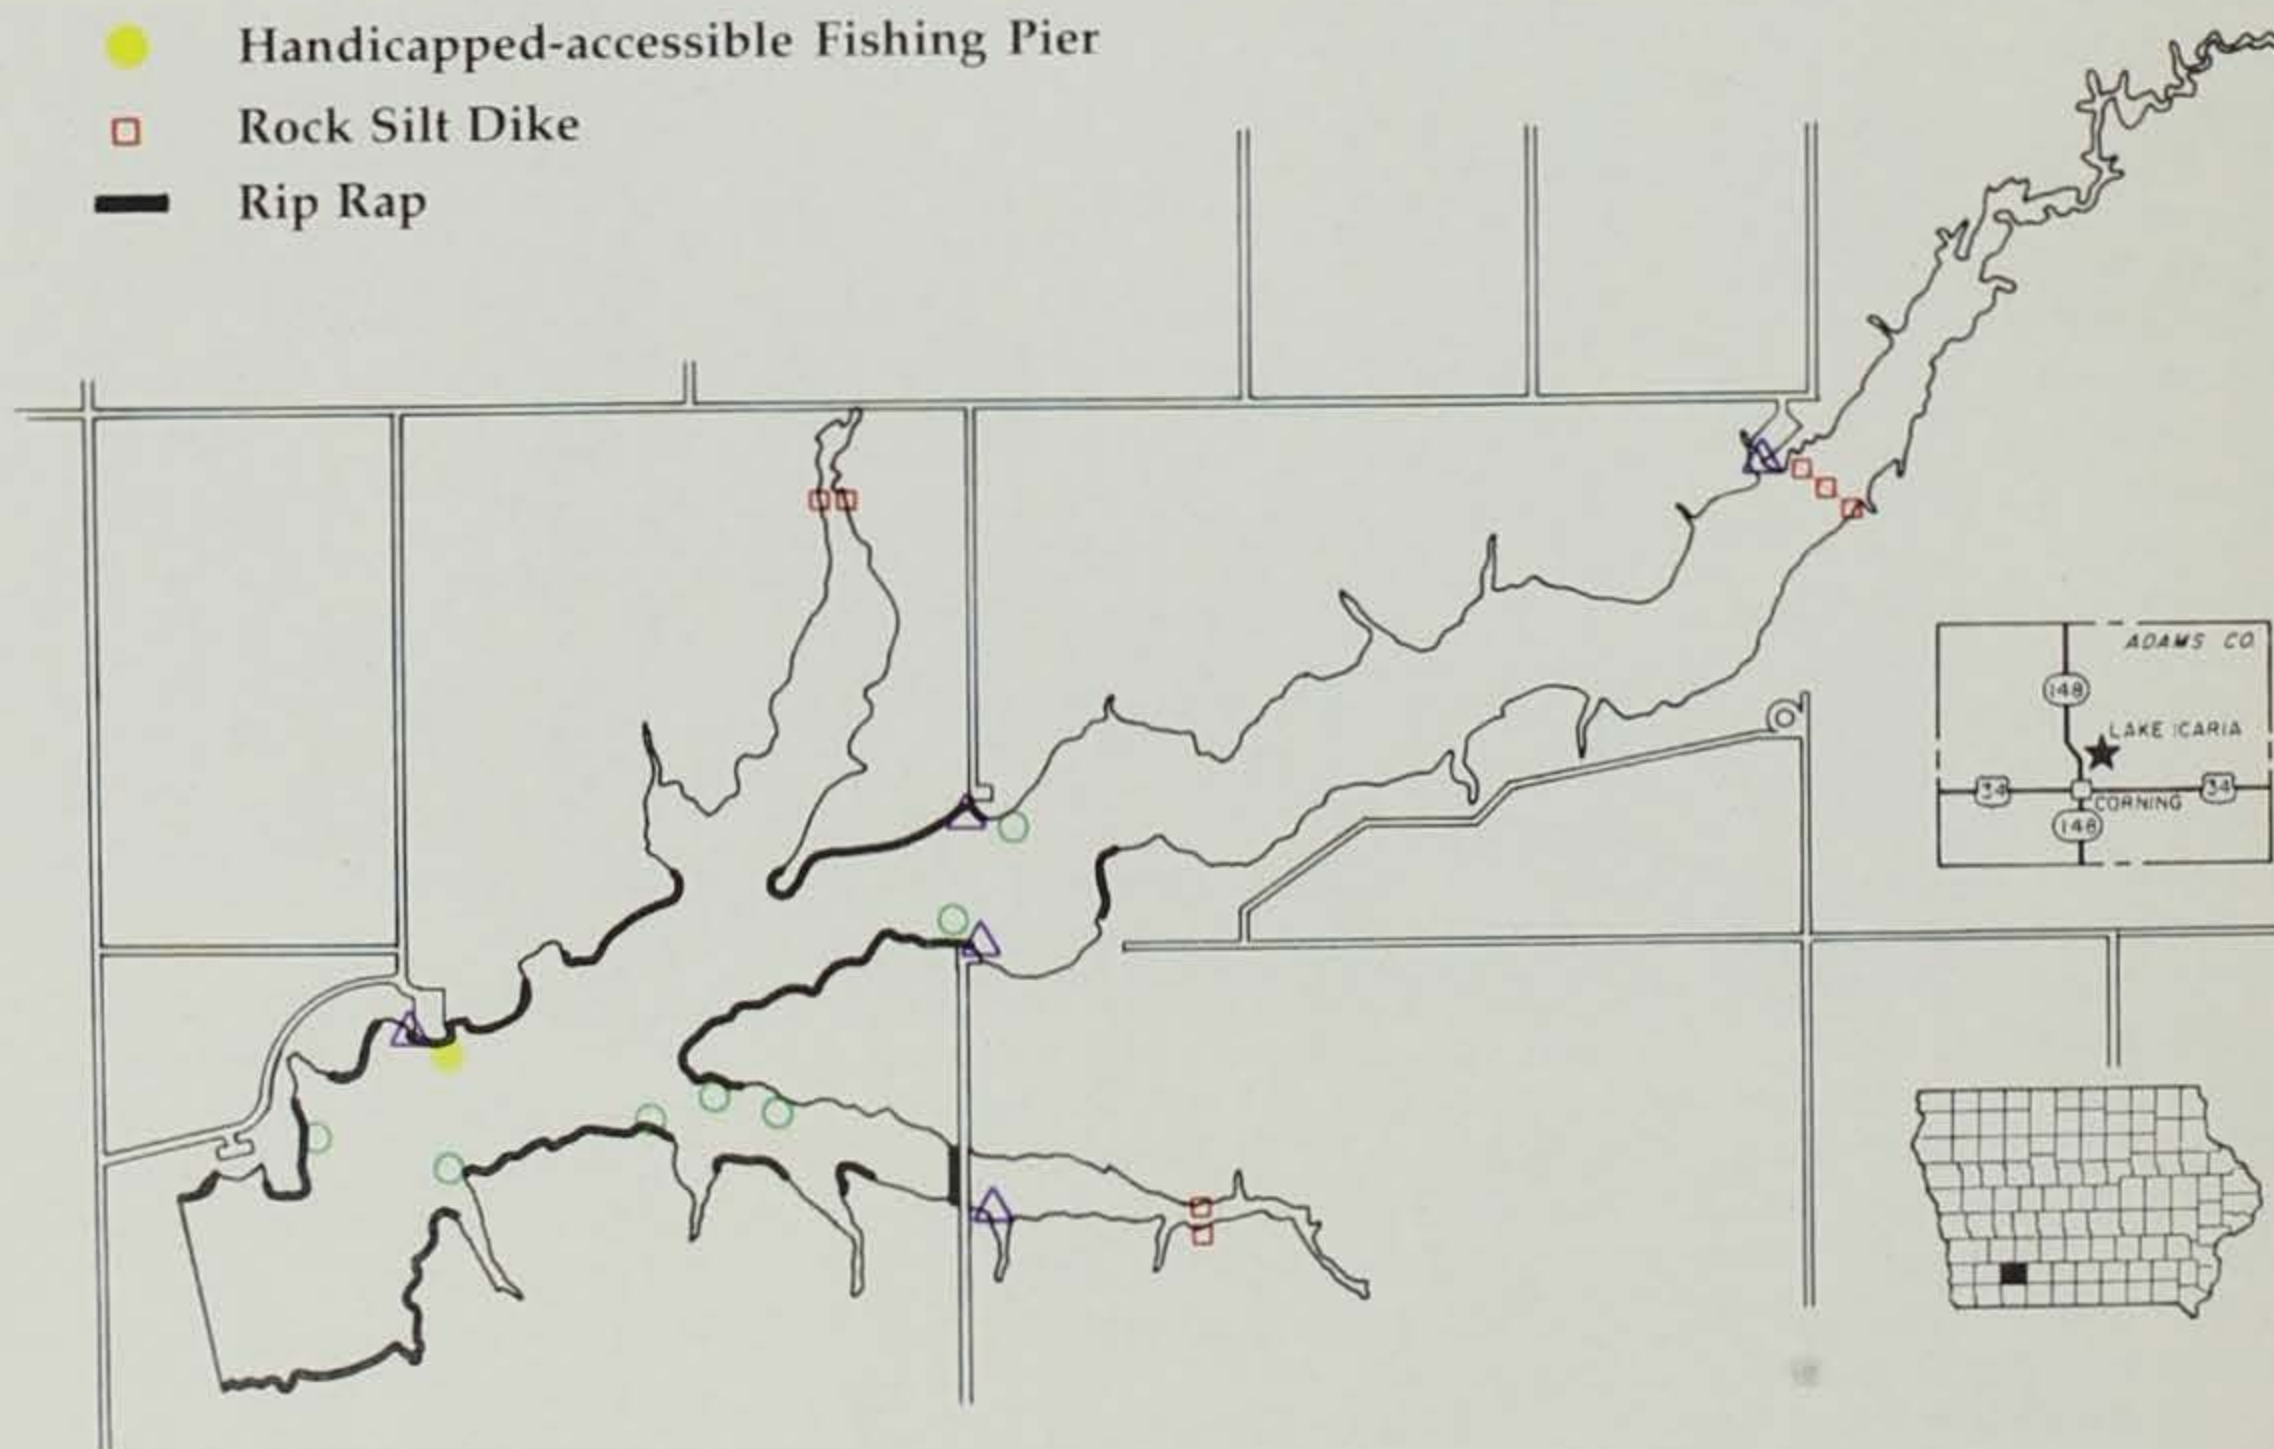 Handicapped-accessible Fishing Pier
Rock Silt Dike
Rip Rap
ADAMS CO
148
LAKE ICARIA
34
34
CORNING
148